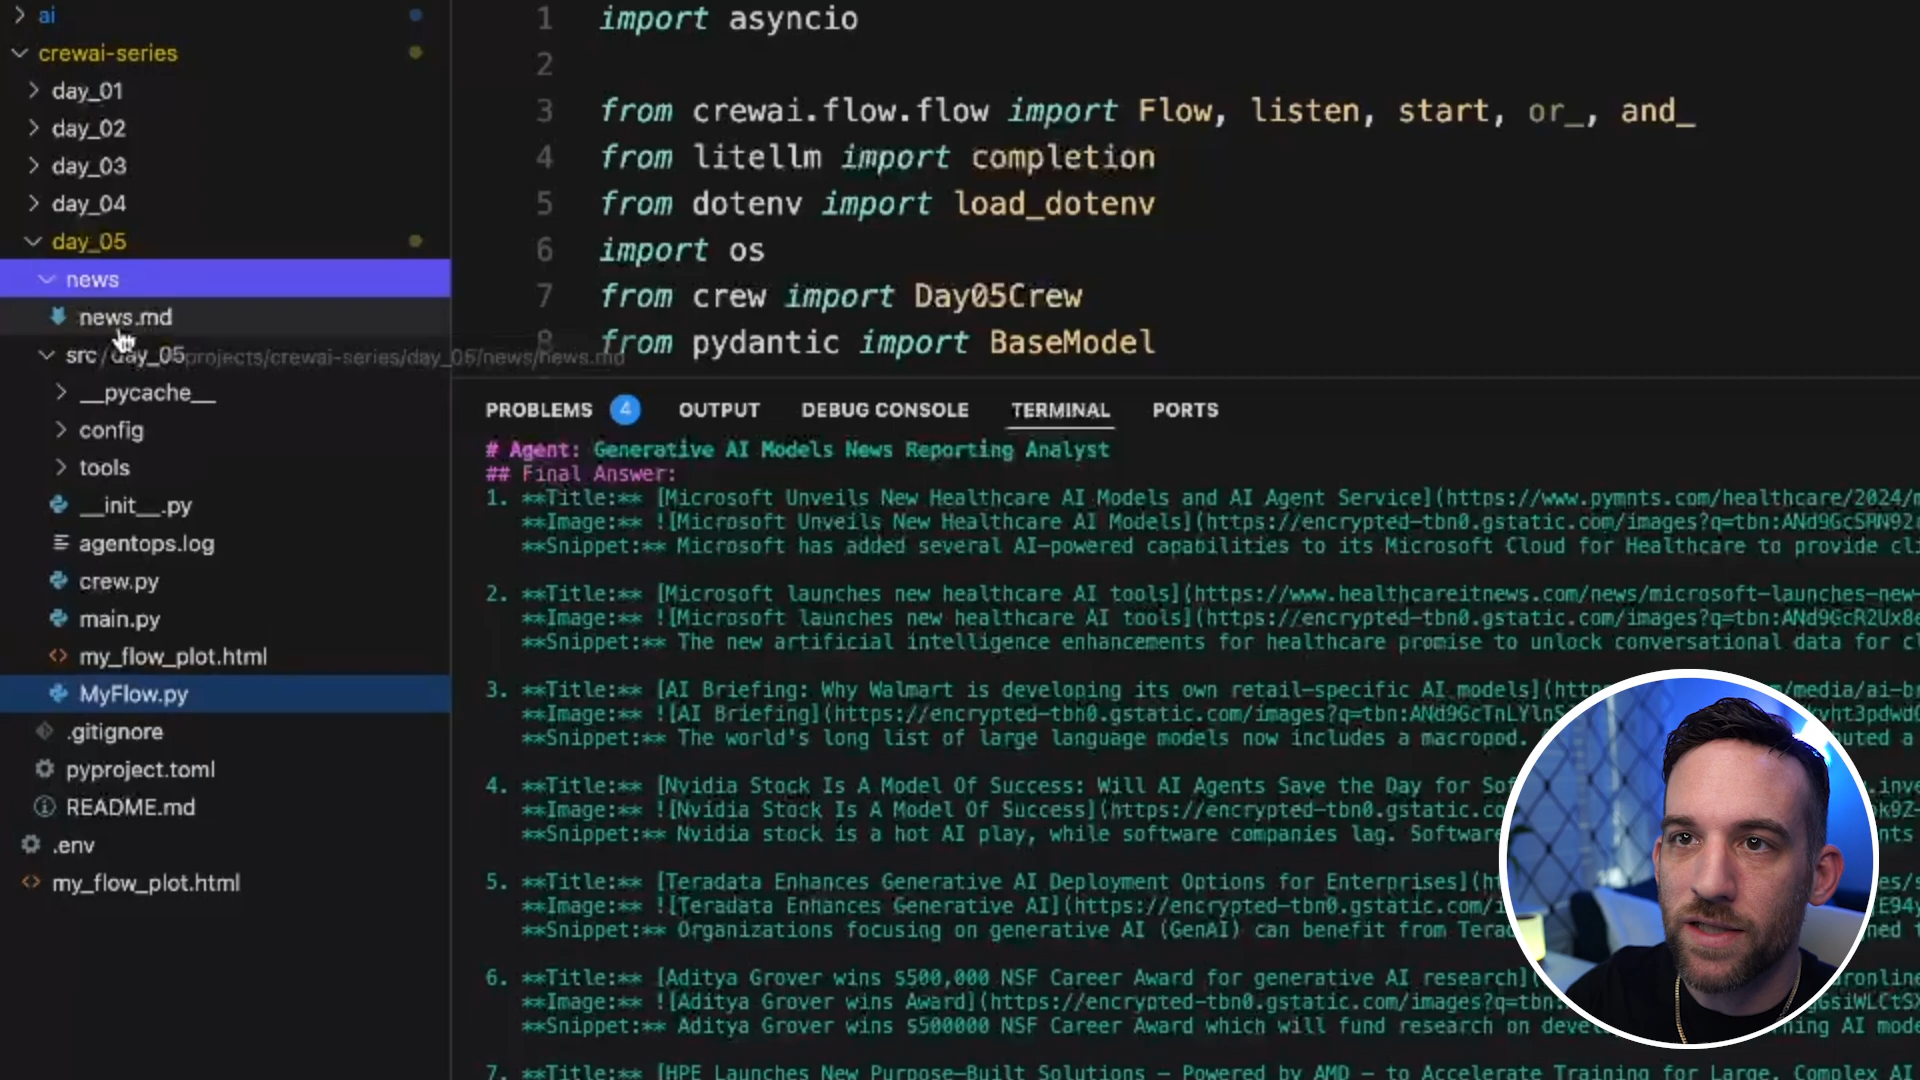 ai
crewai-series
day_01
day_02
day_03
day_04
day_05
news
news.md
src / day_05
projects/crewai-series/day_05/news/news.md
__pycache__
config
tools
__init__.py
agentops.log
crew.py
main.py
my_flow_plot.html
MyFlow.py
.gitignore
pyproject.toml
README.md
.env
my_flow_plot.html
1 import asyncio
2
3 from crewai.flow.flow import Flow, listen, start, or_, and_
4 from litellm import completion
5 from dotenv import load_dotenv
6 import os
7 from crew import Day05Crew
8 from pydantic import BaseModel
PROBLEMS 4 OUTPUT DEBUG CONSOLE TERMINAL PORTS
# Agent: Generative AI Models News Reporting Analyst
## Final Answer:
1. **Title:** [Microsoft Unveils New Healthcare AI Models and AI Agent Service](https://www.pymnts.com/healthcare/2024/
**Image:** ![Microsoft Unveils New Healthcare AI Models](https://encrypted-tbn0.gstatic.com/images?q=tbn:
**Snippet:** Microsoft has added several AI-powered capabilities to its Microsoft Cloud for Healthcare to provide
2. **Title:** [Microsoft launches new healthcare AI tools](https://www.healthcareitnews.com/news/microsoft-launches-new-
**Image:** ![Microsoft launches new healthcare AI tools](https://encrypted-tbn0.gstatic.com/images?q=tbn:
**Snippet:** The new artificial intelligence enhancements for healthcare promise to unlock conversational data for
3. **Title:** [AI Briefing: Why Walmart is developing its own retail-specific AI models](
**Image:** ![AI Briefing](https://encrypted-tbn0.gstatic.com/images?q=tbn:
**Snippet:** The world's long list of large language models now includes a macropod.
4. **Title:** [Nvidia Stock Is A Model Of Success: Will AI Agents Save the Day for
**Image:** ![Nvidia Stock Is A Model Of Success](https://encrypted-tbn0.gstatic.
**Snippet:** Nvidia stock is a hot AI play, while software companies lag. Software
5. **Title:** [Teradata Enhances Generative AI Deployment Options for Enterprises](
**Image:** ![Teradata Enhances Generative AI](https://encrypted-tbn0.gstatic.com/
**Snippet:** Organizations focusing on generative AI (GenAI) can benefit from
6. **Title:** [Aditya Grover wins $500,000 NSF Career Award for generative AI research](
**Image:** ![Aditya Grover wins Award](https://encrypted-tbn0.gstatic.com/images?q=tbn:
**Snippet:** Aditya Grover wins $500000 NSF Career Award which will fund research on AI
7. **Title:** [HPE Launches New Purpose-Built Solutions – Powered by AMD – to Accelerate Training for Large, Complex AI